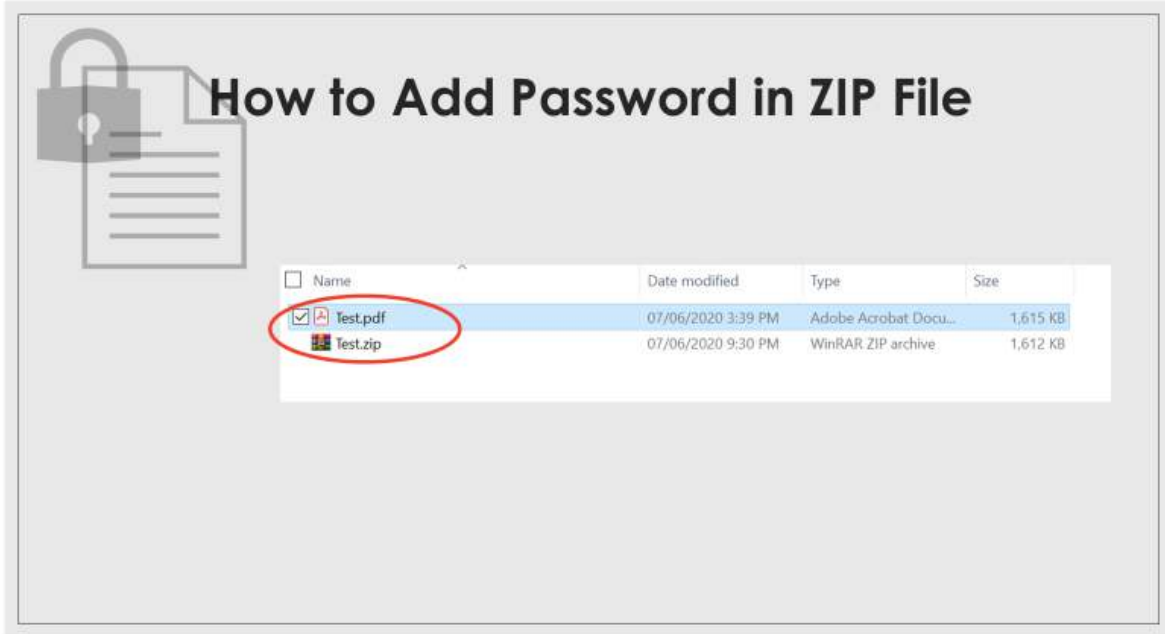 How to Add Password in ZIP File
Name Date modified Type Size
Test.pdf 07/06/2020 3:39 PM Adobe Acrobat Docu... 1,615 KB
Test.zip 07/06/2020 9:30 PM WinRAR ZIP archive 1,612 KB